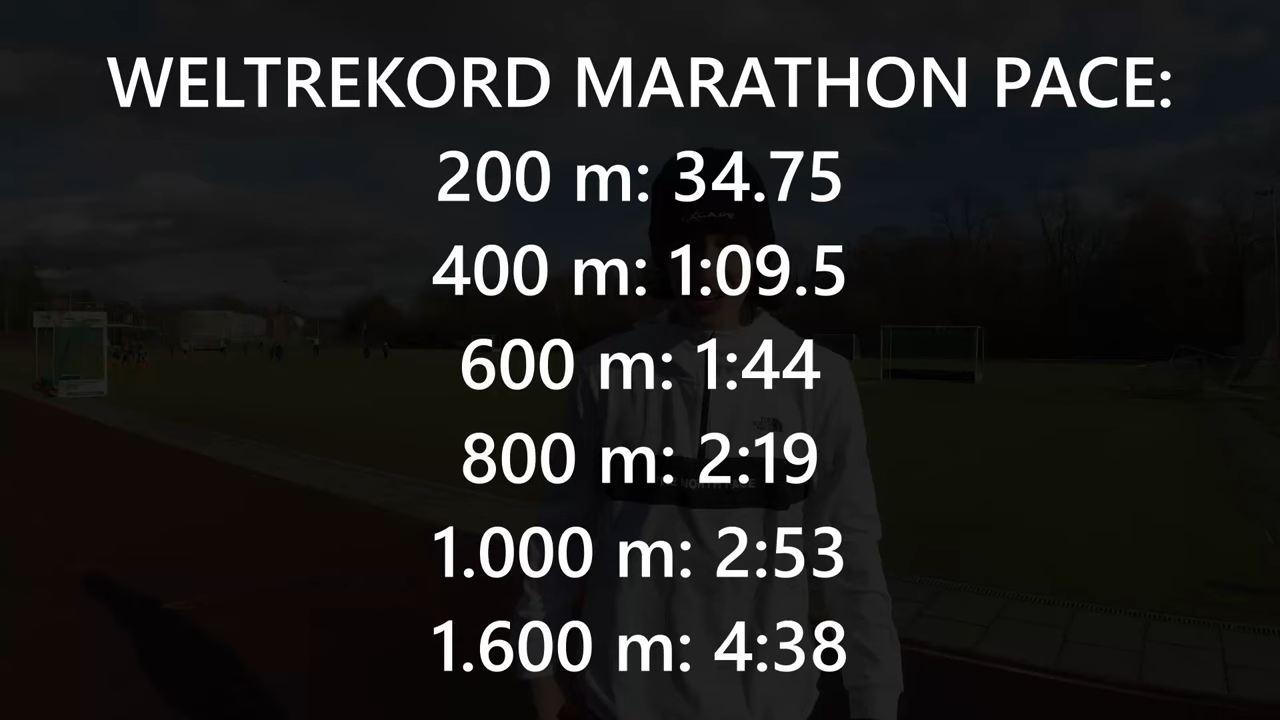 WELTREKORD MARATHON PACE:
200 m: 34.75
400 m: 1:09.5
600 m: 1:44
800 m: 2:19
1.000 m: 2:53
1.600 m: 4:38